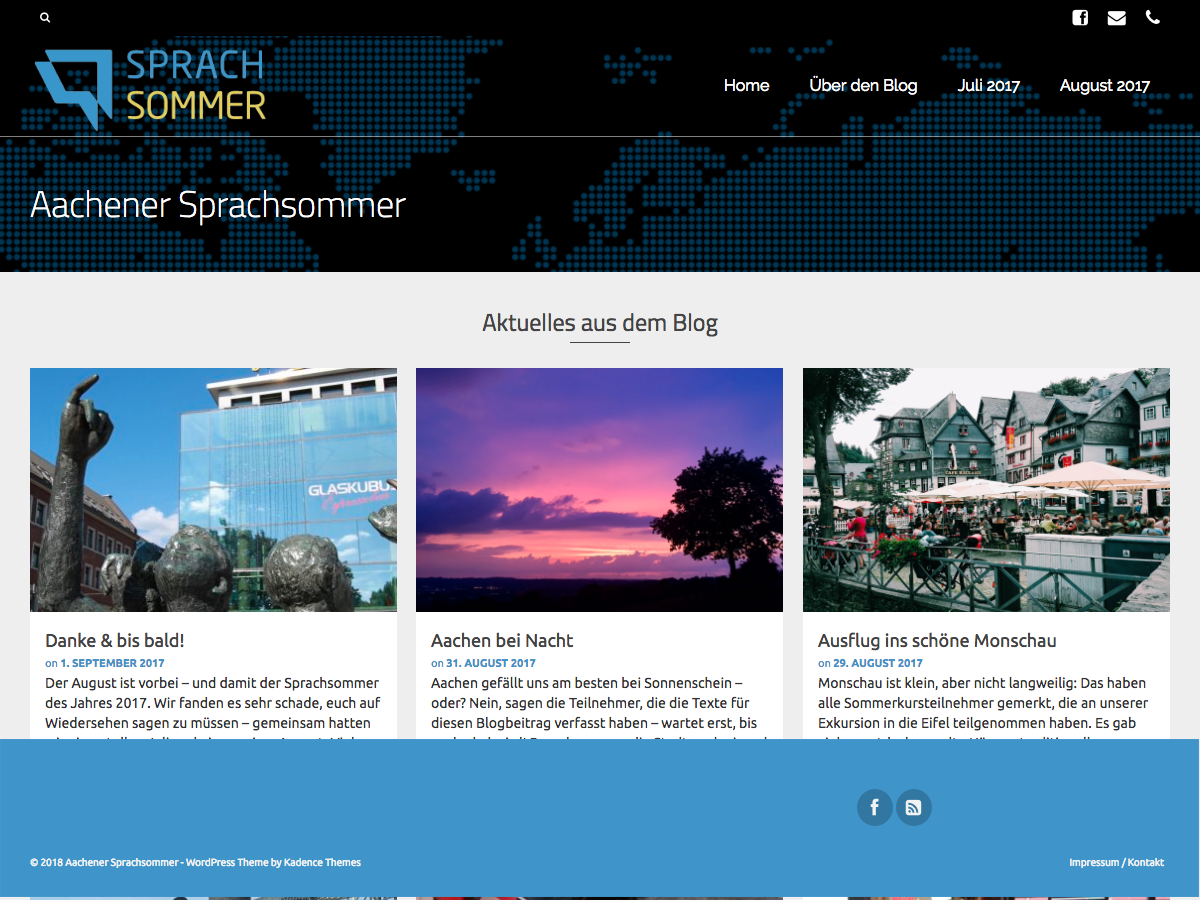 SPRACH
SOMMER
Home
Über den Blog
Juli 2017
August 2017
Aachener Sprachsommer
Aktuelles aus dem Blog
GLASKUBUS
Danke & bis bald!
on 1. SEPTEMBER 2017
Der August ist vorbei – und damit der Sprachsommer
des Jahres 2017. Wir fanden es sehr schade, euch auf
Wiedersehen sagen zu müssen – gemeinsam hatten
Aachen bei Nacht
on 31. AUGUST 2017
Aachen gefällt uns am besten bei Sonnenschein –
oder? Nein, sagen die Teilnehmer, die die Texte für
diesen Blogbeitrag verfasst haben – wartet erst, bis
Ausflug ins schöne Monschau
on 29. AUGUST 2017
Monschau ist klein, aber nicht langweilig: Das haben
alle Sommerkursteilnehmer gemerkt, die an unserer
Exkursion in die Eifel teilgenommen haben. Es gab
© 2018 Aachener Sprachsommer - WordPress Theme by Kadence Themes
Impressum / Kontakt